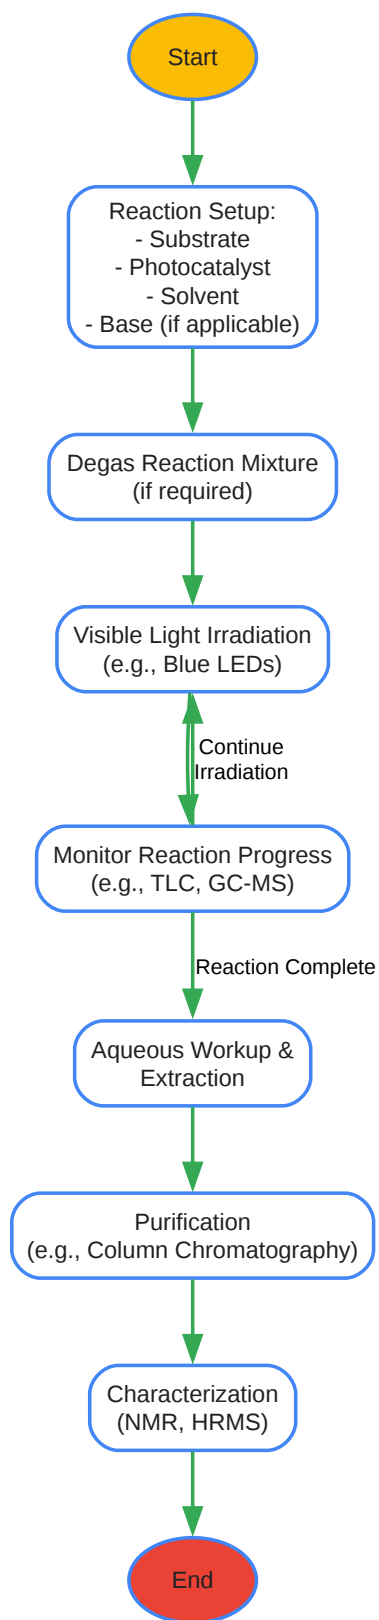 Start
Reaction Setup:
- Substrate
- Photocatalyst
- Solvent
- Base (if applicable)
Degas Reaction Mixture
(if required)
Visible Light Irradiation
(e.g., Blue LEDs)
Continue
Irradiation
Monitor Reaction Progress
(e.g., TLC, GC-MS)
Reaction Complete
Aqueous Workup &
Extraction
Purification
(e.g., Column Chromatography)
Characterization
(NMR, HRMS)
End